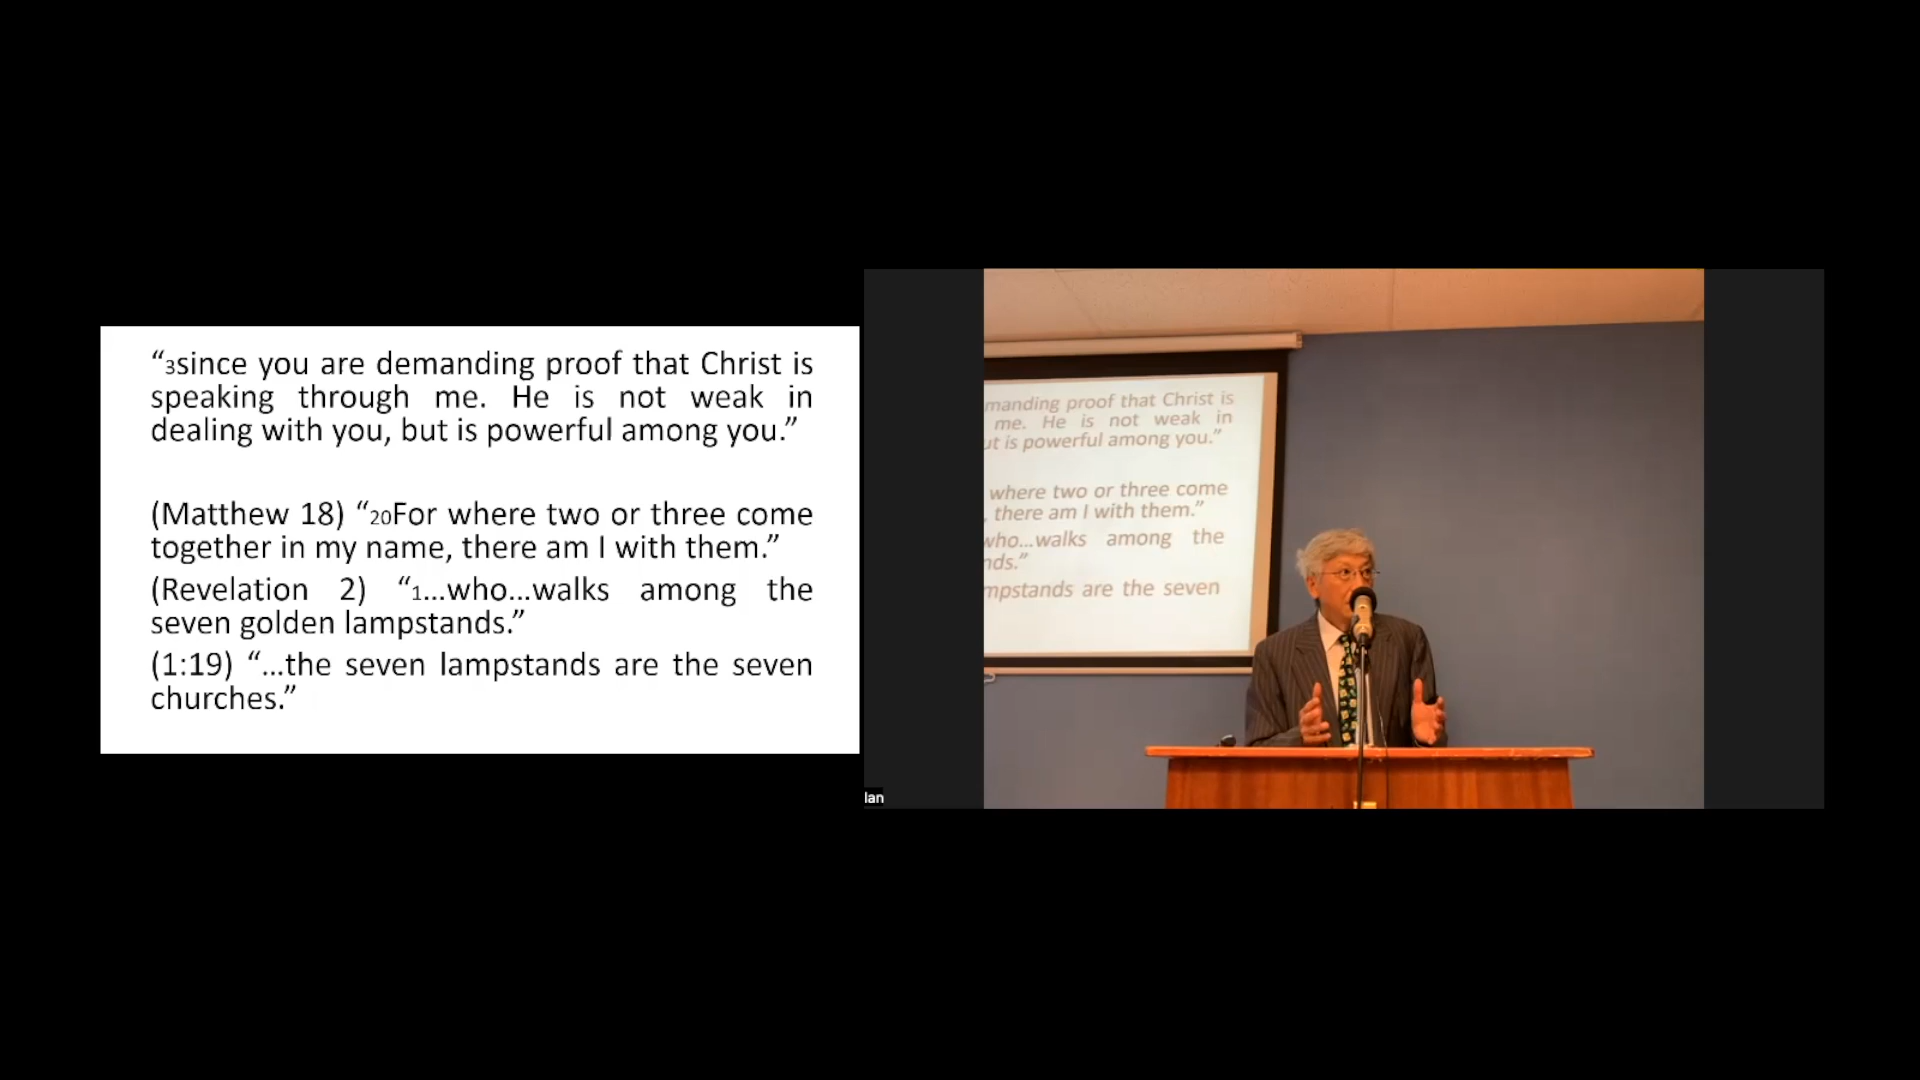 “3since you are demanding proof that Christ is
speaking through me. He is not weak in
dealing with you, but is powerful among you.”
(Matthew 18) “20For where two or three come
together in my name, there am I with them.”
(Revelation 2) “1...who...walks among the
seven golden lampstands.”
(1:19) “...the seven lampstands are the seven
churches.”
manding proof that Christ is
me. He is not weak in
ut is powerful among you.”
where two or three come
, there am I with them.”
who...walks among the
nds.”
mpstands are the seven
lan